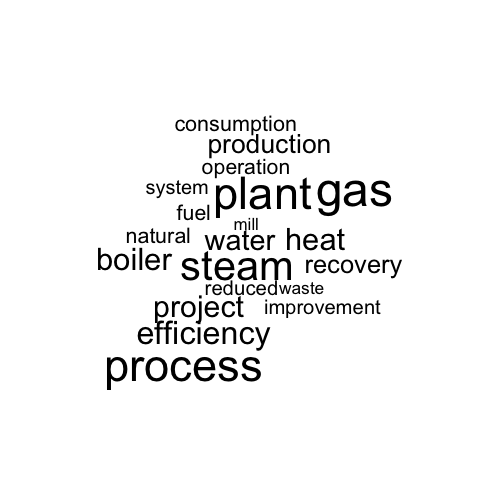 consumption
production
operation
system plant gas
fuel
mill
natural water heat
boiler steam recovery
reduced waste
project improvement
efficiency
process